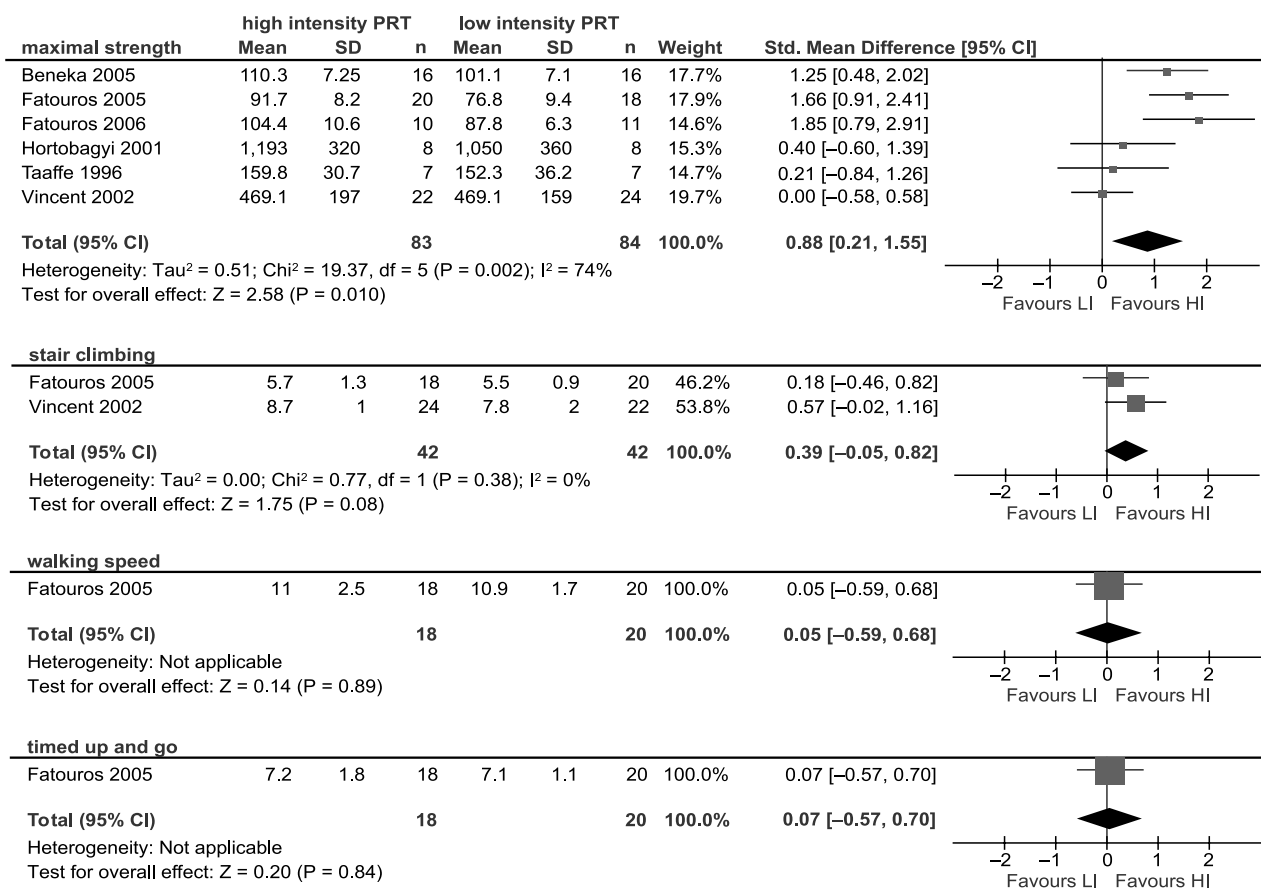 high intensity PRT low intensity PRT
maximal strength Mean SD n Mean SD n Weight Std. Mean Difference [95% CI]
Beneka 2005 110.3 7.25 16 101.1 7.1 16 17.7% 1.25 [0.48, 2.02]
Fatouros 2005 91.7 8.2 20 76.8 9.4 18 17.9% 1.66 [0.91, 2.41]
Fatouros 2006 104.4 10.6 10 87.8 6.3 11 14.6% 1.85 [0.79, 2.91]
Hortobagyi 2001 1,193 320 8 1,050 360 8 15.3% 0.40 [−0.60, 1.39]
Taaffe 1996 159.8 30.7 7 152.3 36.2 7 14.7% 0.21 [−0.84, 1.26]
Vincent 2002 469.1 197 22 469.1 159 24 19.7% 0.00 [−0.58, 0.58]
Total (95% CI) 83 84 100.0% 0.88 [0.21, 1.55]
Heterogeneity: Tau² = 0.51; Chi² = 19.37, df = 5 (P = 0.002); I² = 74%
Test for overall effect: Z = 2.58 (P = 0.010)
−2 −1 0 1 2
Favours LI Favours HI
stair climbing
Fatouros 2005 5.7 1.3 18 5.5 0.9 20 46.2% 0.18 [−0.46, 0.82]
Vincent 2002 8.7 1 24 7.8 2 22 53.8% 0.57 [−0.02, 1.16]
Total (95% CI) 42 42 100.0% 0.39 [−0.05, 0.82]
Heterogeneity: Tau² = 0.00; Chi² = 0.77, df = 1 (P = 0.38); I² = 0%
Test for overall effect: Z = 1.75 (P = 0.08)
−2 −1 0 1 2
Favours LI Favours HI
walking speed
Fatouros 2005 11 2.5 18 10.9 1.7 20 100.0% 0.05 [−0.59, 0.68]
Total (95% CI) 18 20 100.0% 0.05 [−0.59, 0.68]
Heterogeneity: Not applicable
Test for overall effect: Z = 0.14 (P = 0.89)
−2 −1 0 1 2
Favours LI Favours HI
timed up and go
Fatouros 2005 7.2 1.8 18 7.1 1.1 20 100.0% 0.07 [−0.57, 0.70]
Total (95% CI) 18 20 100.0% 0.07 [−0.57, 0.70]
Heterogeneity: Not applicable
Test for overall effect: Z = 0.20 (P = 0.84)
−2 −1 0 1 2
Favours LI Favours HI